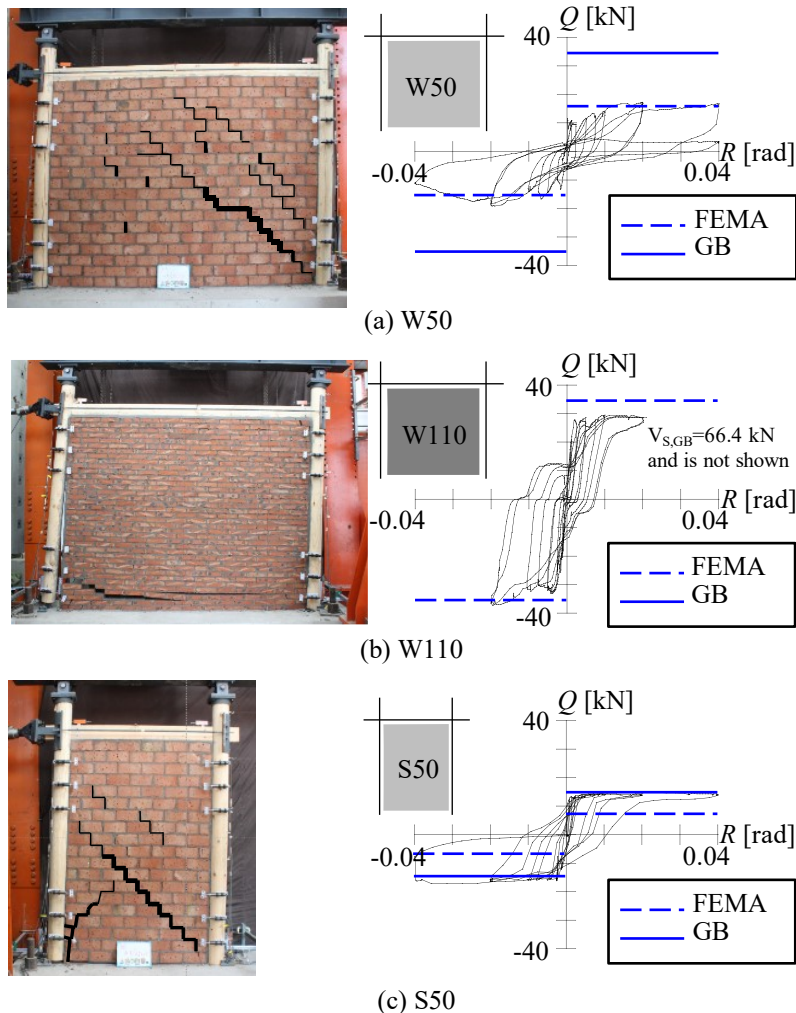 Q [kN]
40
W50
-0.04
R [rad]
0.04
FEMA
GB
-40
(a) W50
Q [kN]
40
W110
V_S,GB=66.4 kN
and is not shown
-0.04
R [rad]
0.04
FEMA
GB
-40
(b) W110
Q [kN]
40
S50
-0.04
R [rad]
0.04
FEMA
GB
-40
(c) S50